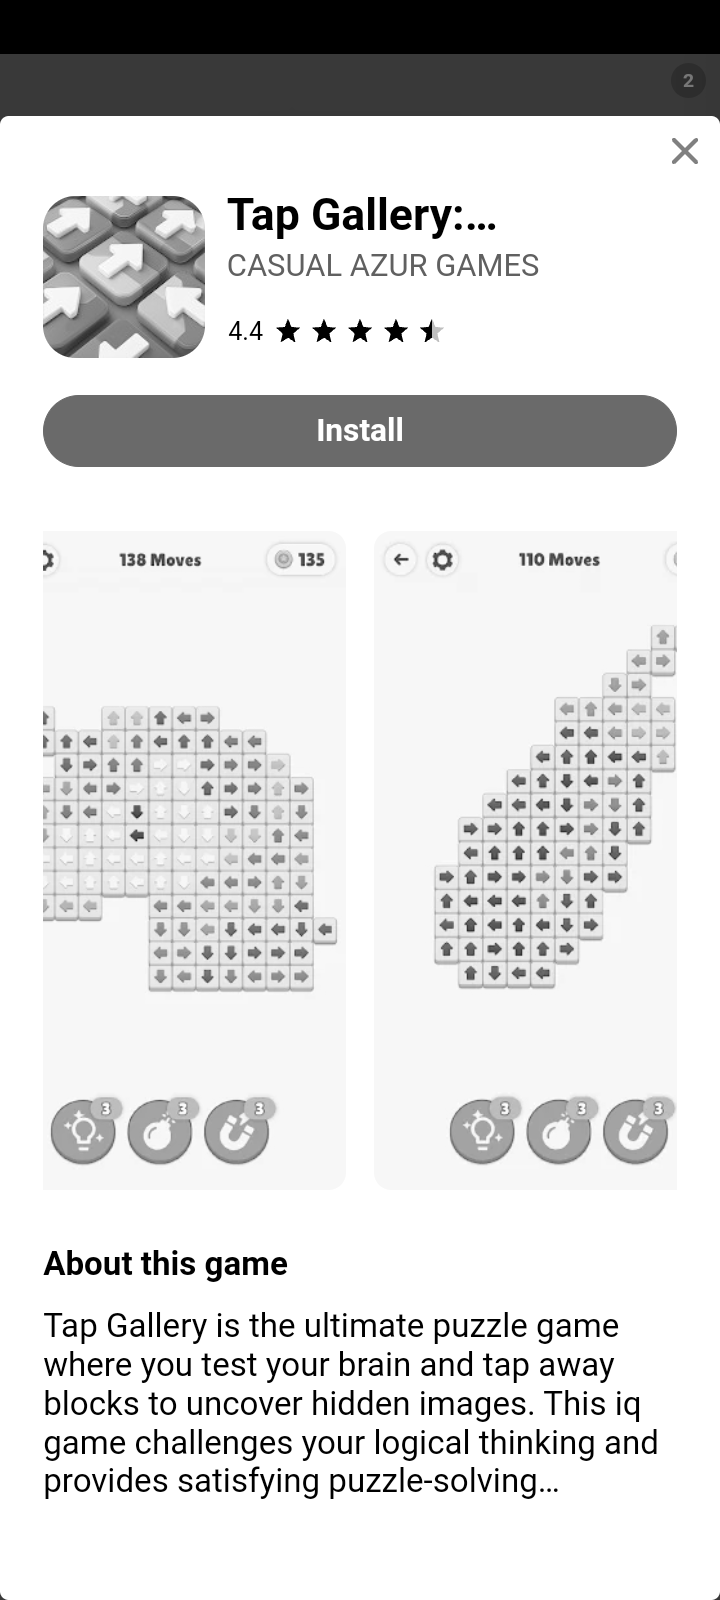 2
Tap Gallery:...
CASUAL AZUR GAMES
4.4
Install
138 Moves
135
3
3
3
110 Moves
3
3
3
About this game
Tap Gallery is the ultimate puzzle game
where you test your brain and tap away
blocks to uncover hidden images. This iq
game challenges your logical thinking and
provides satisfying puzzle-solving...